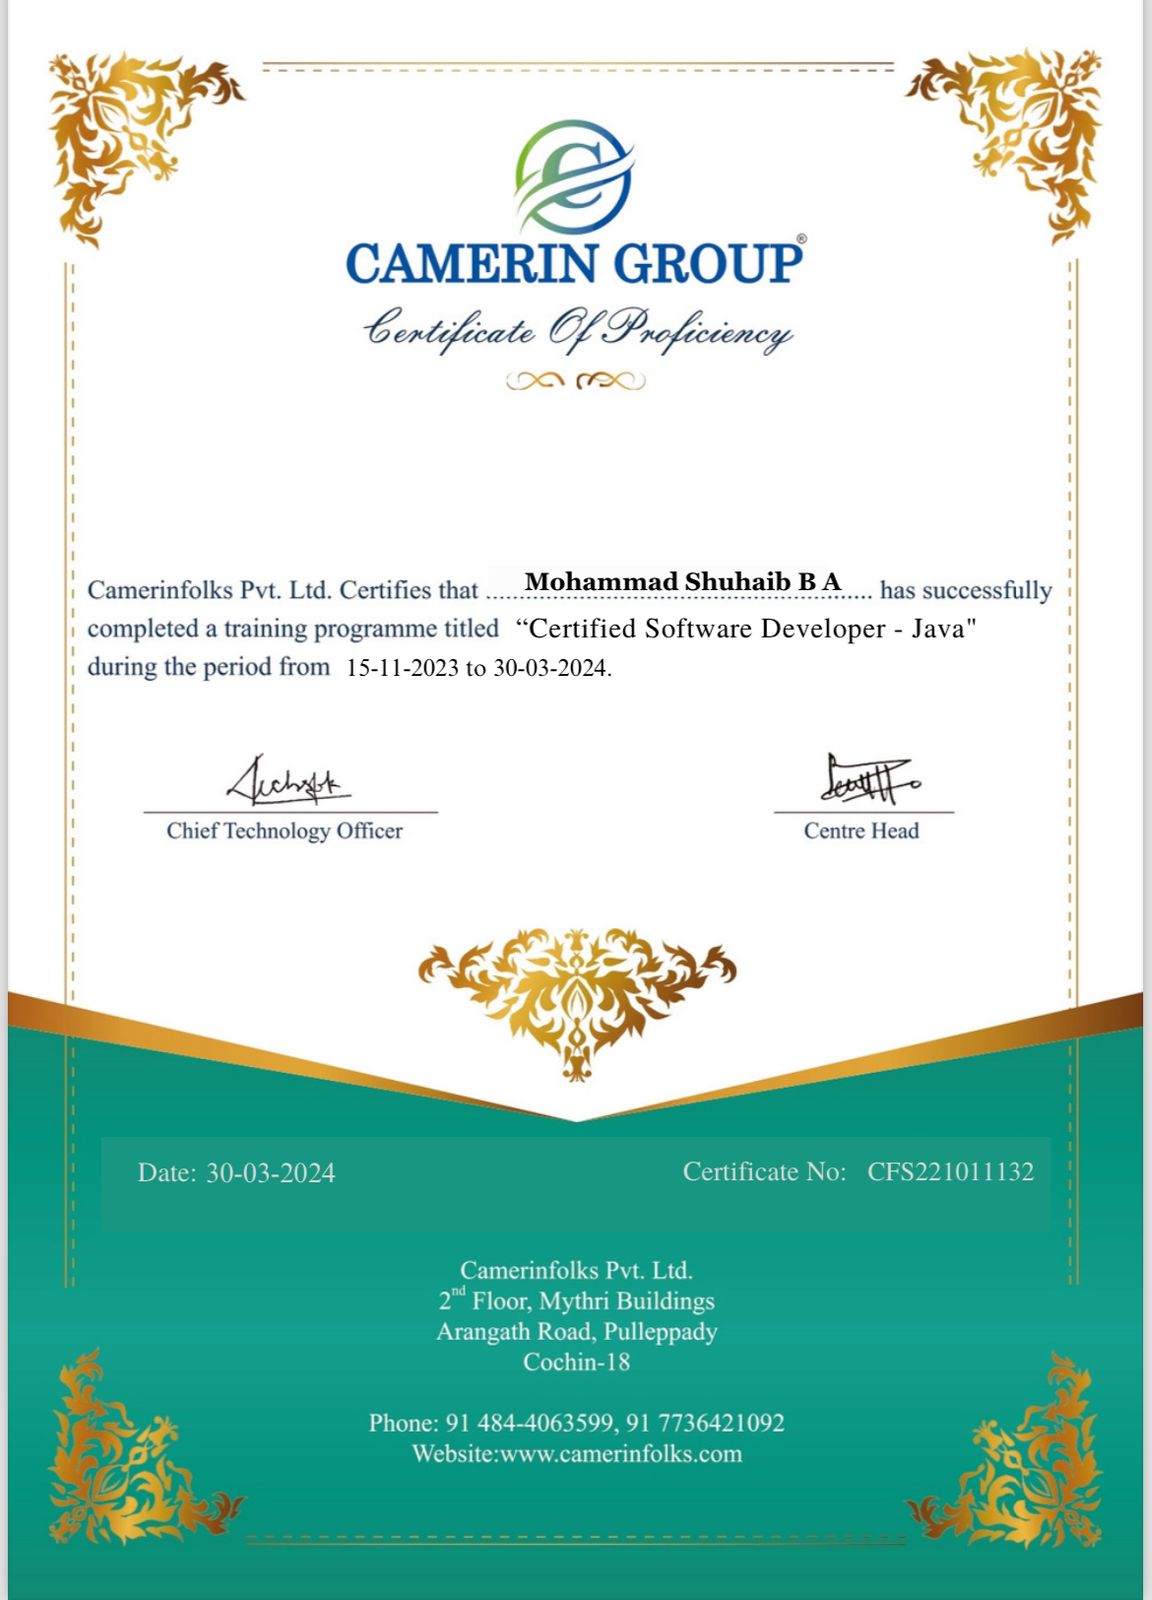 CAMERIN GROUP®
Certificate Of Proficiency
Camerinfolks Pvt. Ltd. Certifies that ........ Mohammad Shuhaib B A ........ has successfully
completed a training programme titled “Certified Software Developer - Java"
during the period from 15-11-2023 to 30-03-2024.
Chief Technology Officer
Centre Head
Date: 30-03-2024
Certificate No: CFS221011132
Camerinfolks Pvt. Ltd.
2nd Floor, Mythri Buildings
Arangath Road, Pulleppady
Cochin-18
Phone: 91 484-4063599, 91 7736421092
Website:www.camerinfolks.com